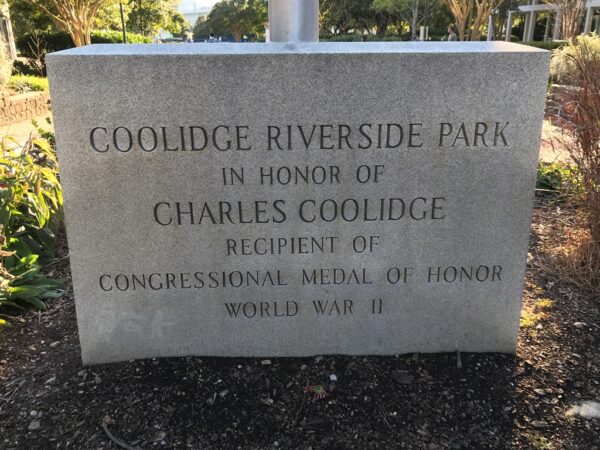 COOLIDGE RIVERSIDE PARK
IN HONOR OF
CHARLES COOLIDGE
RECIPIENT OF
CONGRESSIONAL MEDAL OF HONOR
WORLD WAR II